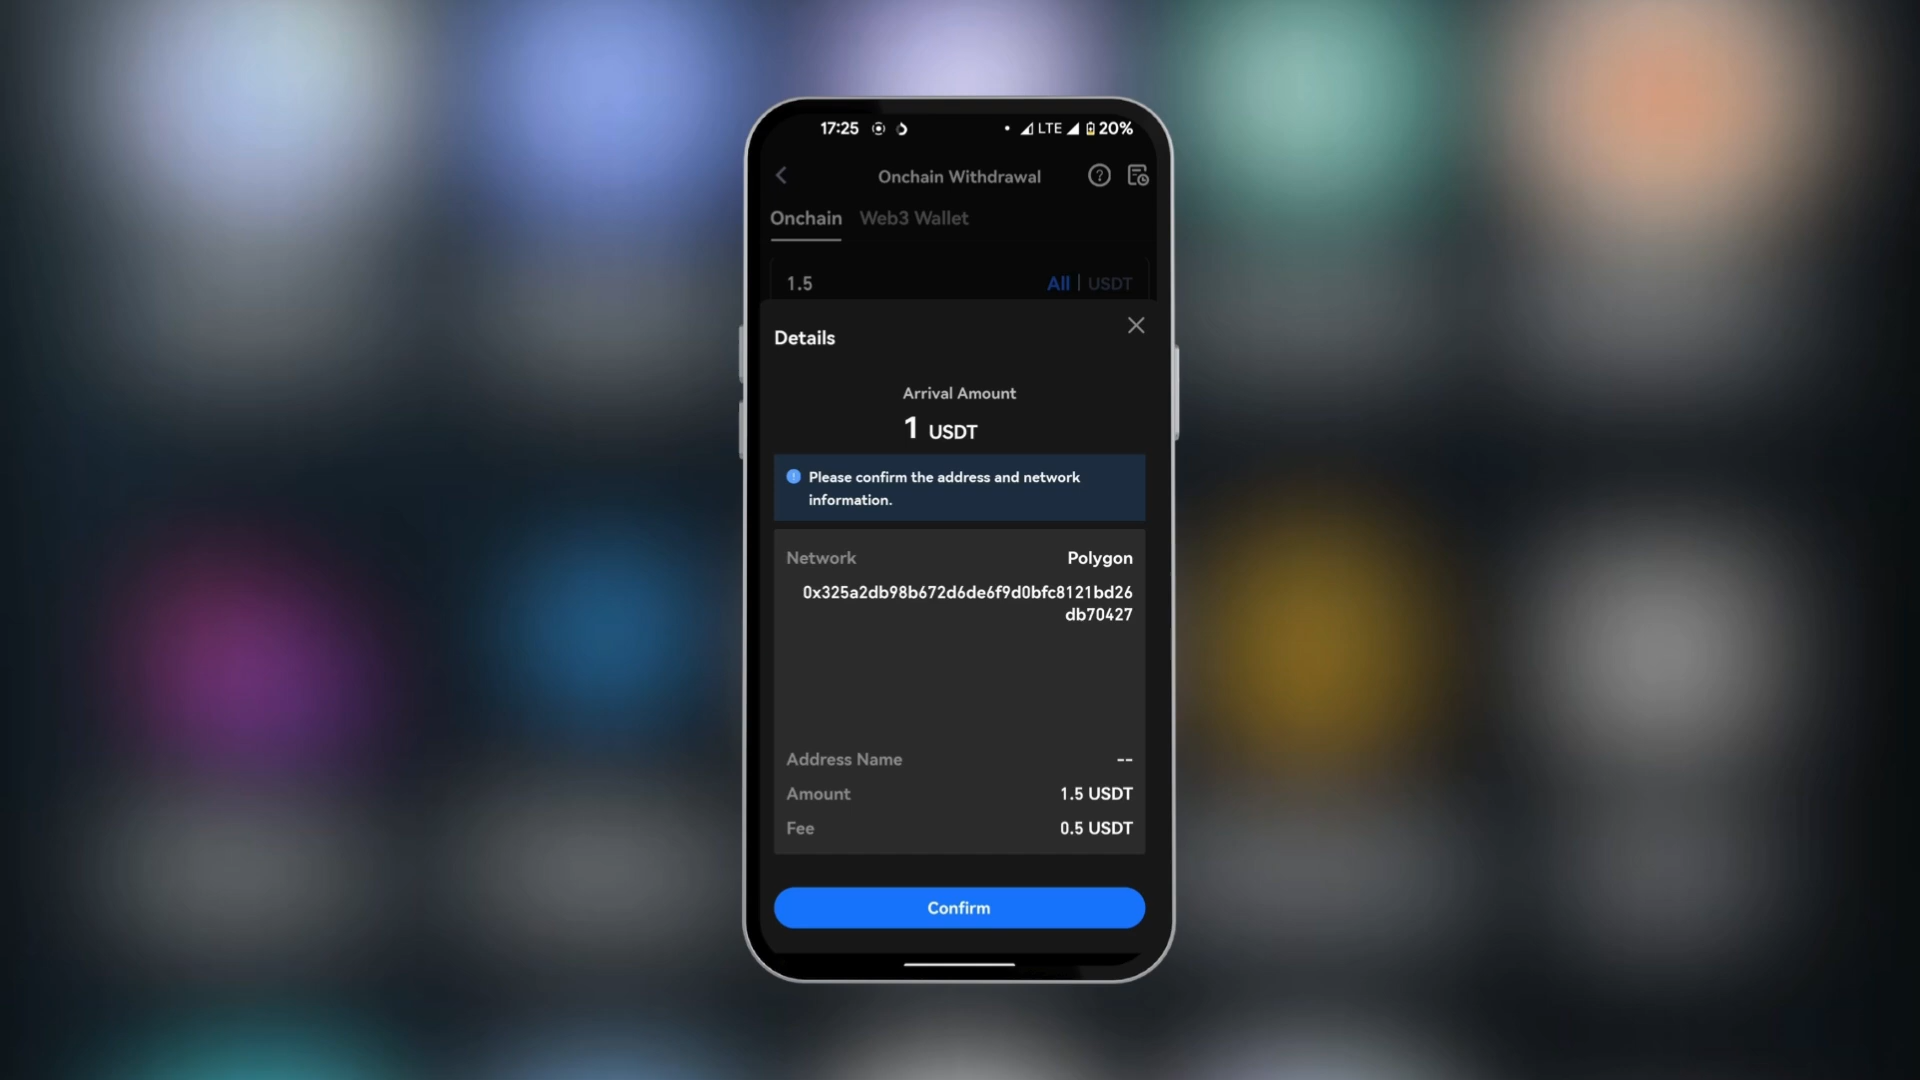 17:25 LTE 20%
Onchain Withdrawal
Onchain Web3 Wallet
1.5 All | USDT
Details
Arrival Amount
1 USDT
Please confirm the address and network
information.
Network Polygon
0x325a2db98b672d6de6f9d0bfc8121bd26
db70427
Address Name --
Amount 1.5 USDT
Fee 0.5 USDT
Confirm